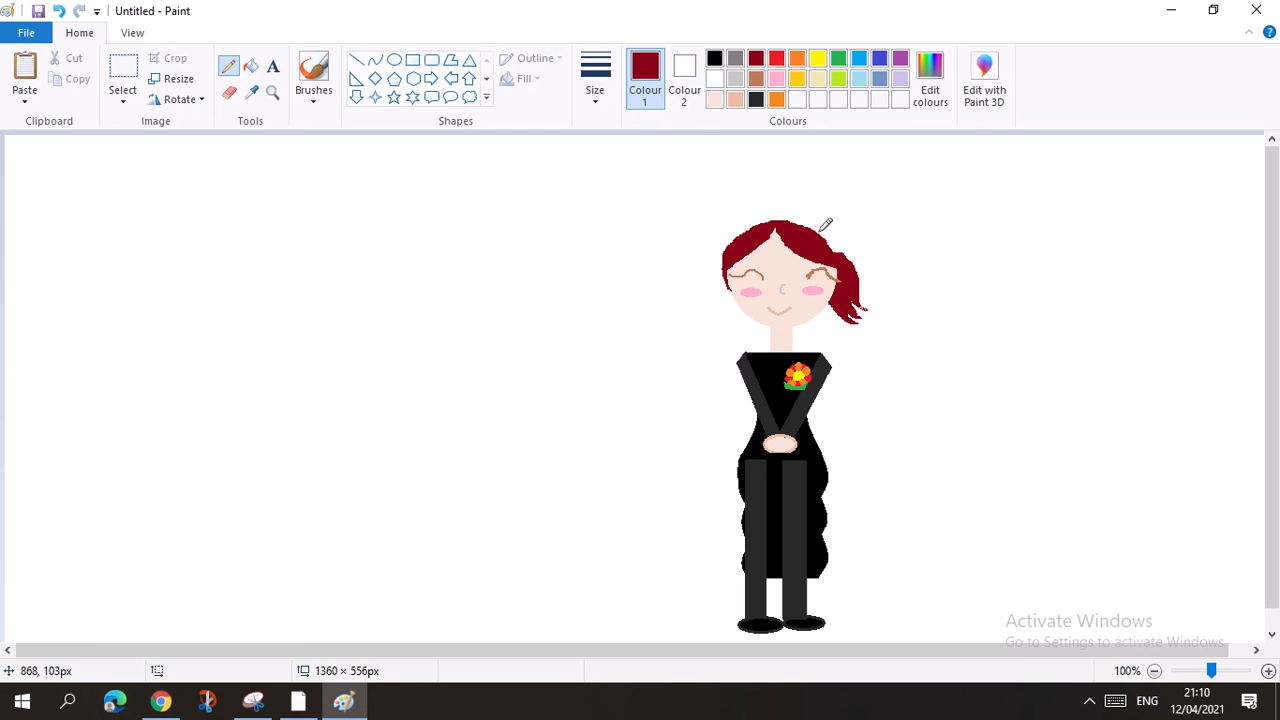 Untitled - Paint
File Home View
Paste
Cut
Copy
Clipboard
Select
Crop
Resize
Rotate
Image
A
Tools
Brushes
Outline
Fill
Shapes
Size
Colour 1
Colour 2
Edit colours
Colours
Edit with Paint 3D
Activate Windows
Go to Settings to activate Windows.
868, 103px
1360 × 556px
100%
ENG
21:10
12/04/2021